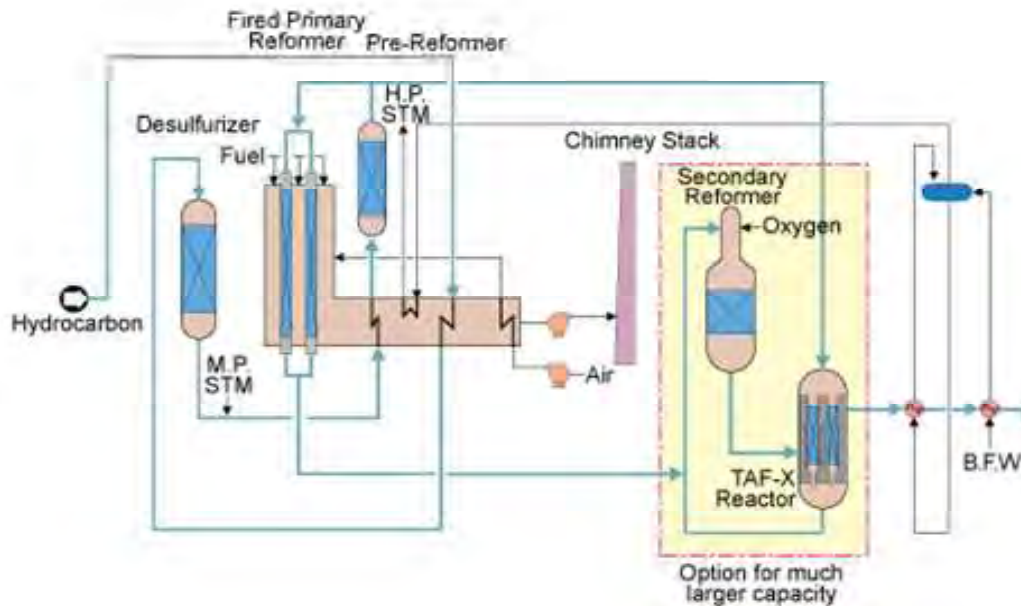 Fired Primary
Reformer
Pre-Reformer
H.P.
STM
Desulfurizer
Fuel
Chimney Stack
Secondary
Reformer
Oxygen
Hydrocarbon
M.P.
STM
Air
TAF-X
Reactor
B.F.W
Option for much
larger capacity